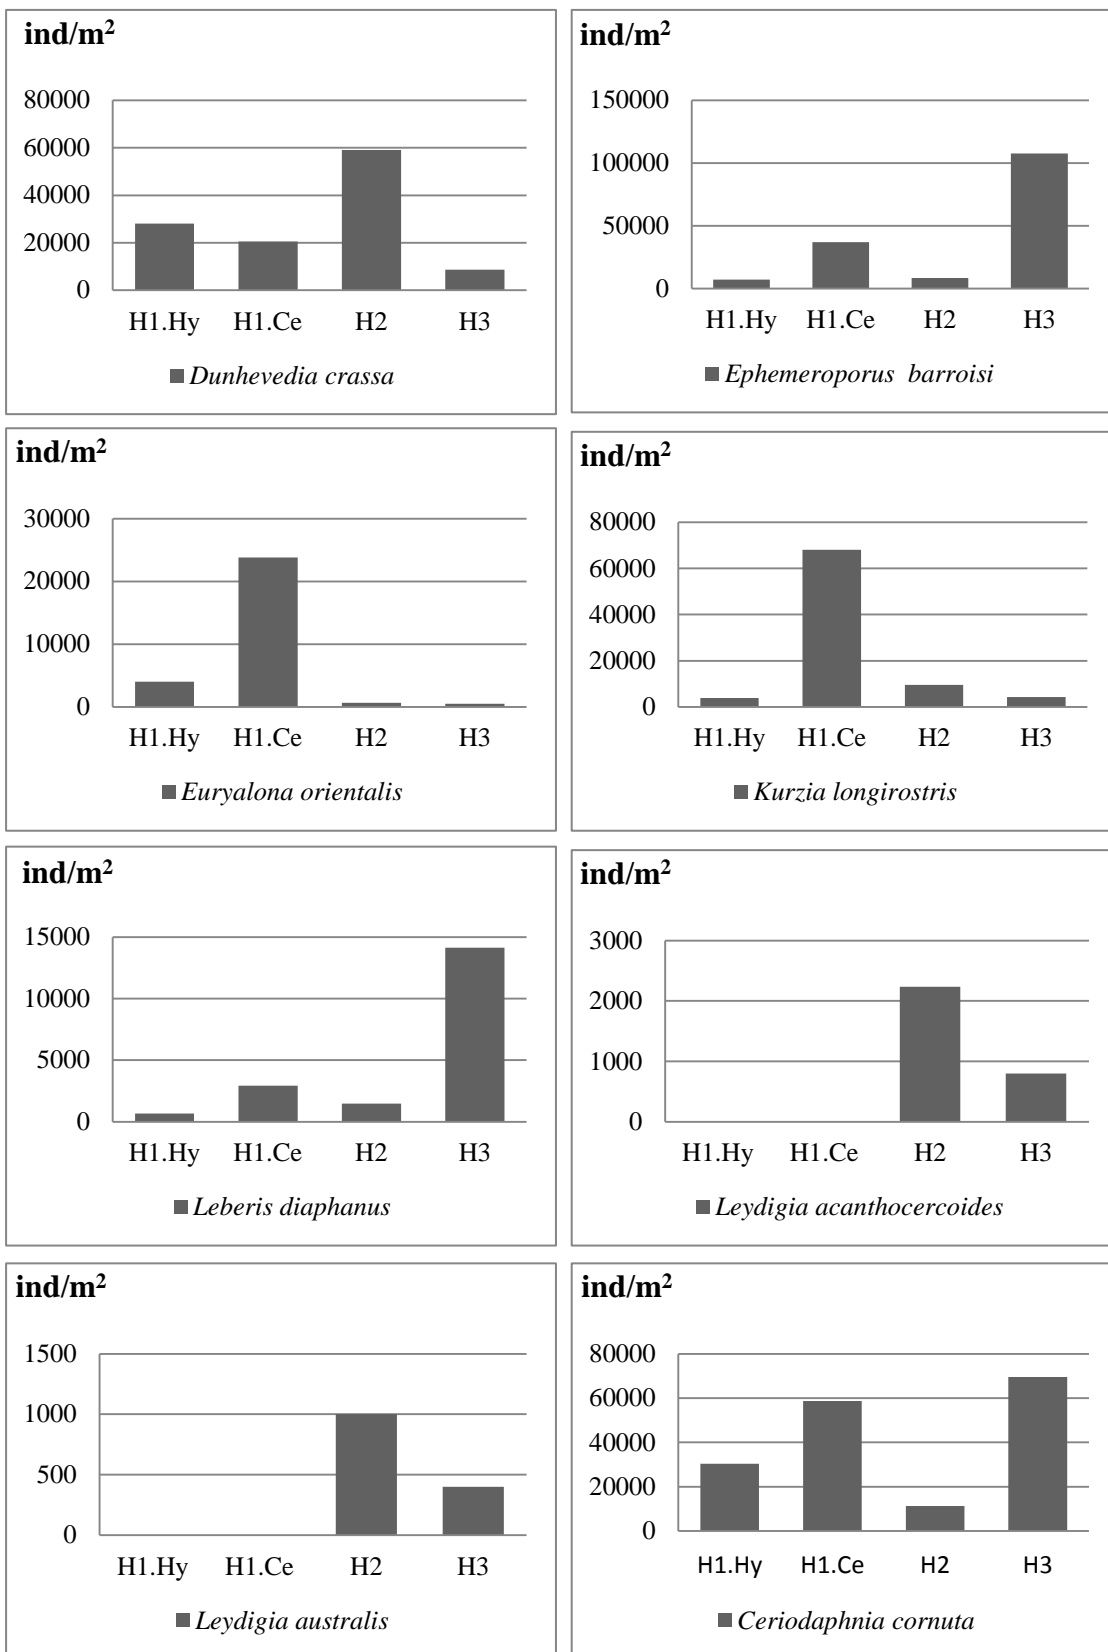 ind/m²
80000
60000
40000
20000
0
H1.Hy H1.Ce H2 H3
Dunhevedia crassa
ind/m²
150000
100000
50000
0
H1.Hy H1.Ce H2 H3
Ephemeroporus barroisi
ind/m²
30000
20000
10000
0
H1.Hy H1.Ce H2 H3
Euryalona orientalis
ind/m²
80000
60000
40000
20000
0
H1.Hy H1.Ce H2 H3
Kurzia longirostris
ind/m²
15000
10000
5000
0
H1.Hy H1.Ce H2 H3
Leberis diaphanus
ind/m²
3000
2000
1000
0
H1.Hy H1.Ce H2 H3
Leydigia acanthocercoides
ind/m²
1500
1000
500
0
H1.Hy H1.Ce H2 H3
Leydigia australis
ind/m²
80000
60000
40000
20000
0
H1.Hy H1.Ce H2 H3
Ceriodaphnia cornuta